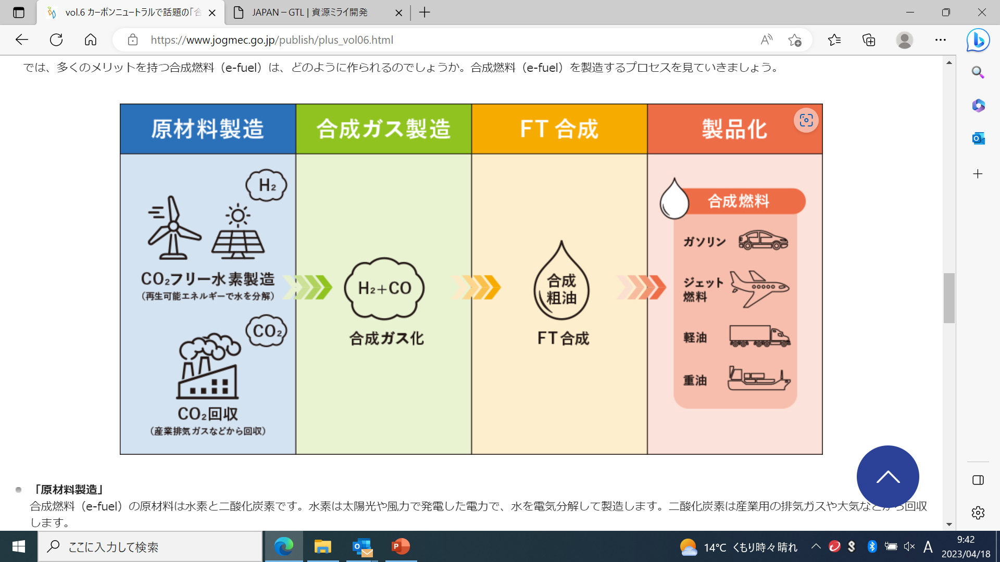 vol.6 カーボンニュートラルで話題の「合
JAPAN－GTL | 資源ミライ開発
https://www.jogmec.go.jp/publish/plus_vol06.html
では、多くのメリットを持つ合成燃料（e-fuel）は、どのように作られるのでしょうか。合成燃料（e-fuel）を製造するプロセスを見ていきましょう。
原材料製造
合成ガス製造
FT 合成
製品化
H₂
CO₂フリー水素製造
（再生可能エネルギーで水を分解）
CO₂
CO₂回収
（産業排気ガスなどから回収）
H₂+CO
合成ガス化
合成
粗油
FT合成
合成燃料
ガソリン
ジェット
燃料
軽油
重油
「原材料製造」
合成燃料（e-fuel）の原材料は水素と二酸化炭素です。水素は太陽光や風力で発電した電力で、水を電気分解して製造します。二酸化炭素は産業用の排気ガスや大気などから回収
します。
ここに入力して検索
14°C くもり時々晴れ
A
9:42
2023/04/18